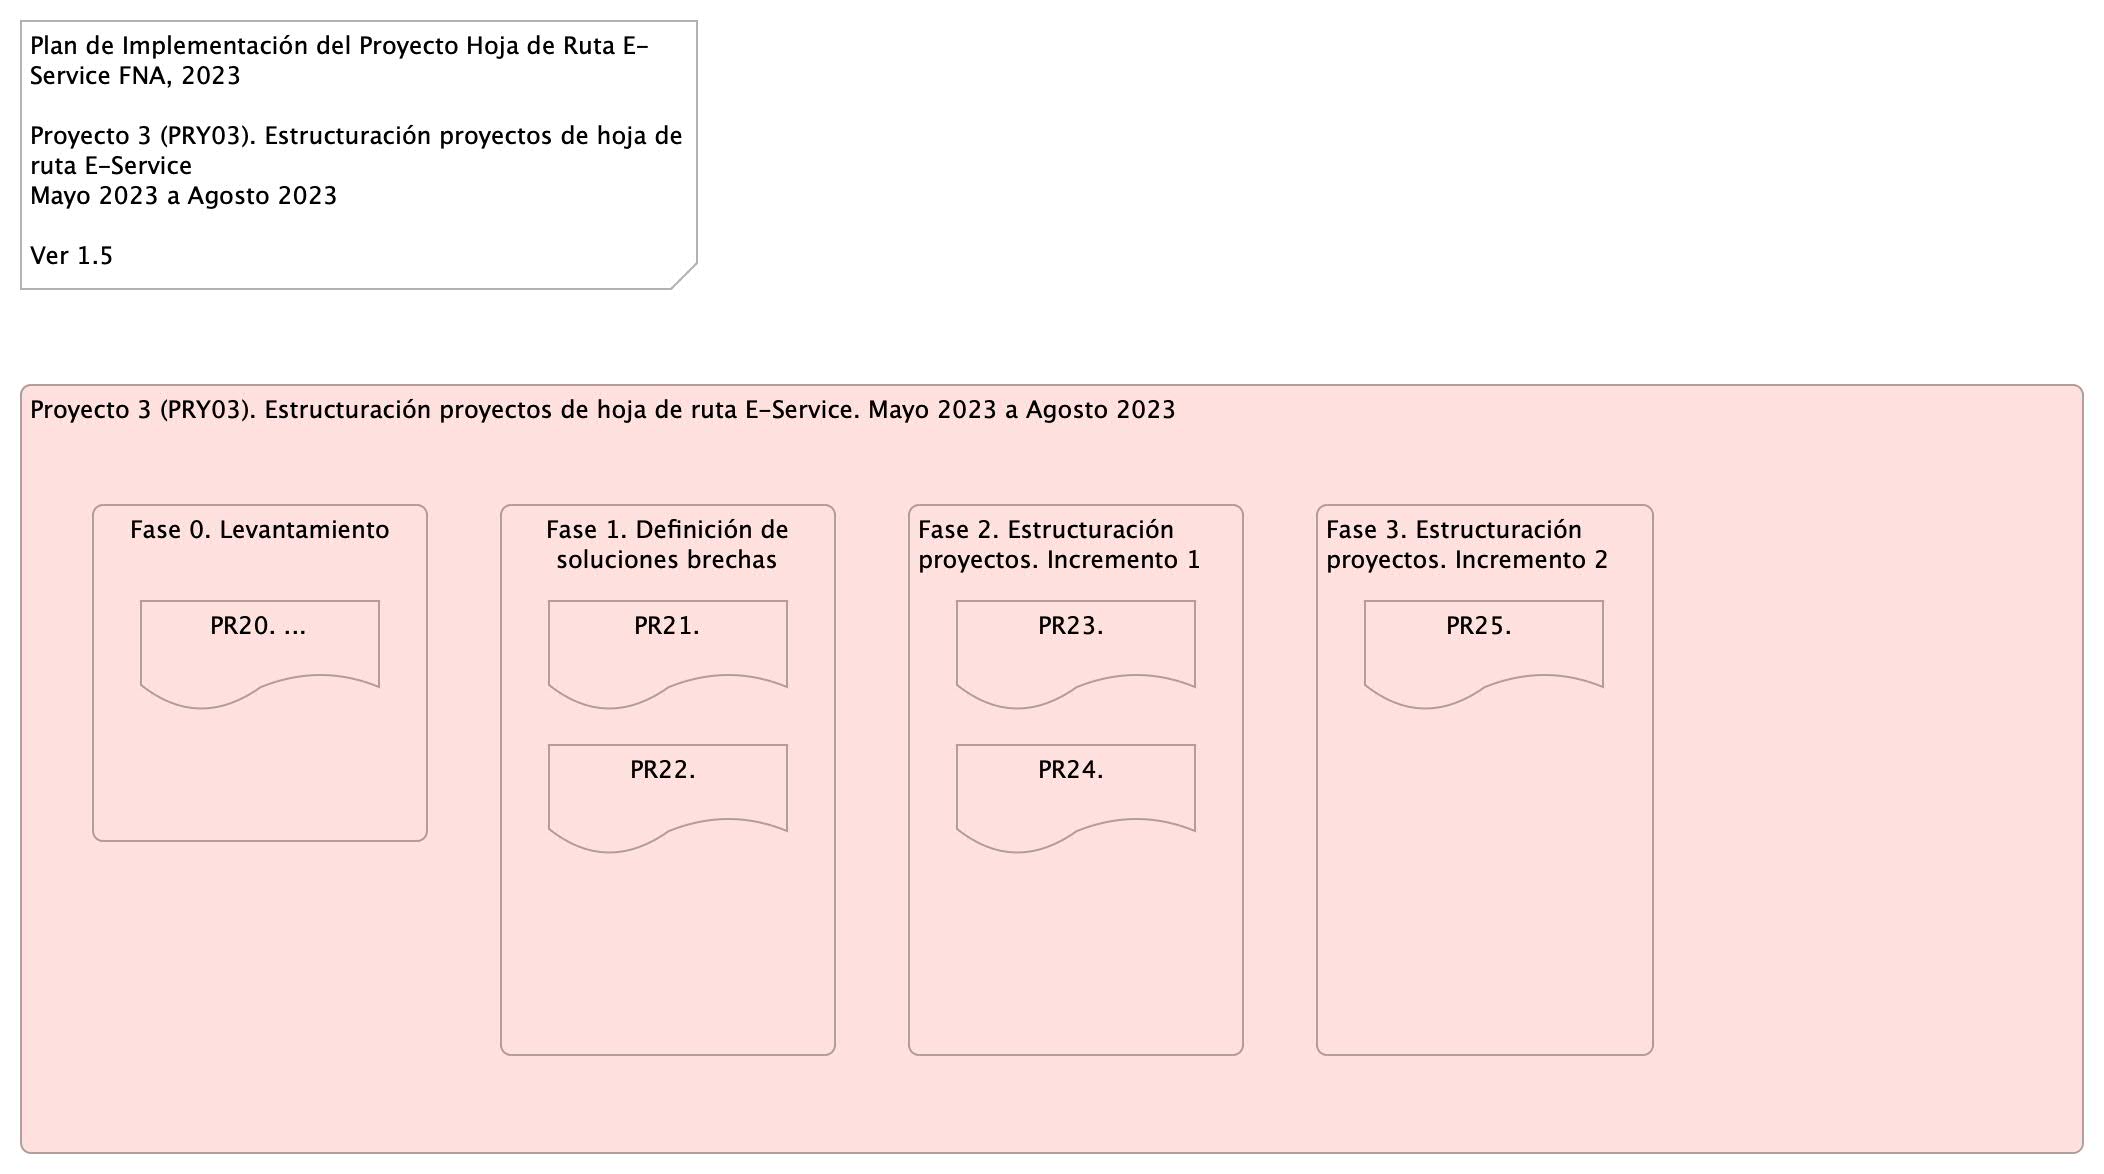 Plan de Implementación del Proyecto Hoja de Ruta E-
Service FNA, 2023
Proyecto 3 (PRY03). Estructuración proyectos de hoja de
ruta E-Service
Mayo 2023 a Agosto 2023
Ver 1.5
Proyecto 3 (PRY03). Estructuración proyectos de hoja de ruta E-Service. Mayo 2023 a Agosto 2023
Fase 0. Levantamiento
PR20. ...
Fase 1. Definición de
soluciones brechas
PR21.
PR22.
Fase 2. Estructuración
proyectos. Incremento 1
PR23.
PR24.
Fase 3. Estructuración
proyectos. Incremento 2
PR25.